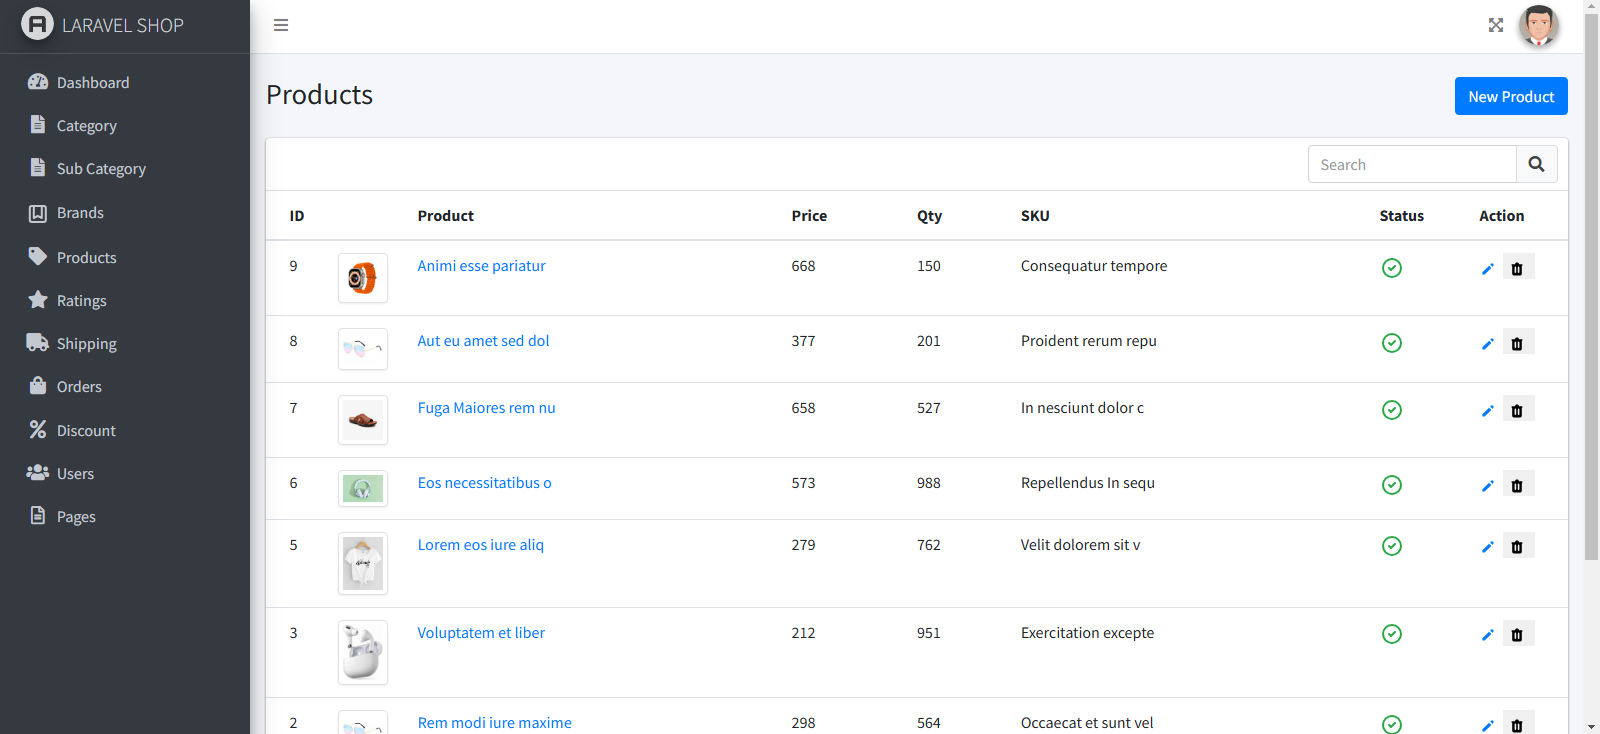 LARAVEL SHOP
Dashboard
Category
Sub Category
Brands
Products
Ratings
Shipping
Orders
Discount
Users
Pages
Products
New Product
Search
ID Product Price Qty SKU Status Action
9 Animi esse pariatur 668 150 Consequatur tempore
8 Aut eu amet sed dol 377 201 Proident rerum repu
7 Fuga Maiores rem nu 658 527 In nesciunt dolor c
6 Eos necessitatibus o 573 988 Repellendus In sequ
5 Lorem eos iure aliq 279 762 Velit dolorem sit v
3 Voluptatem et liber 212 951 Exercitation excepte
2 Rem modi iure maxime 298 564 Occaecat et sunt vel